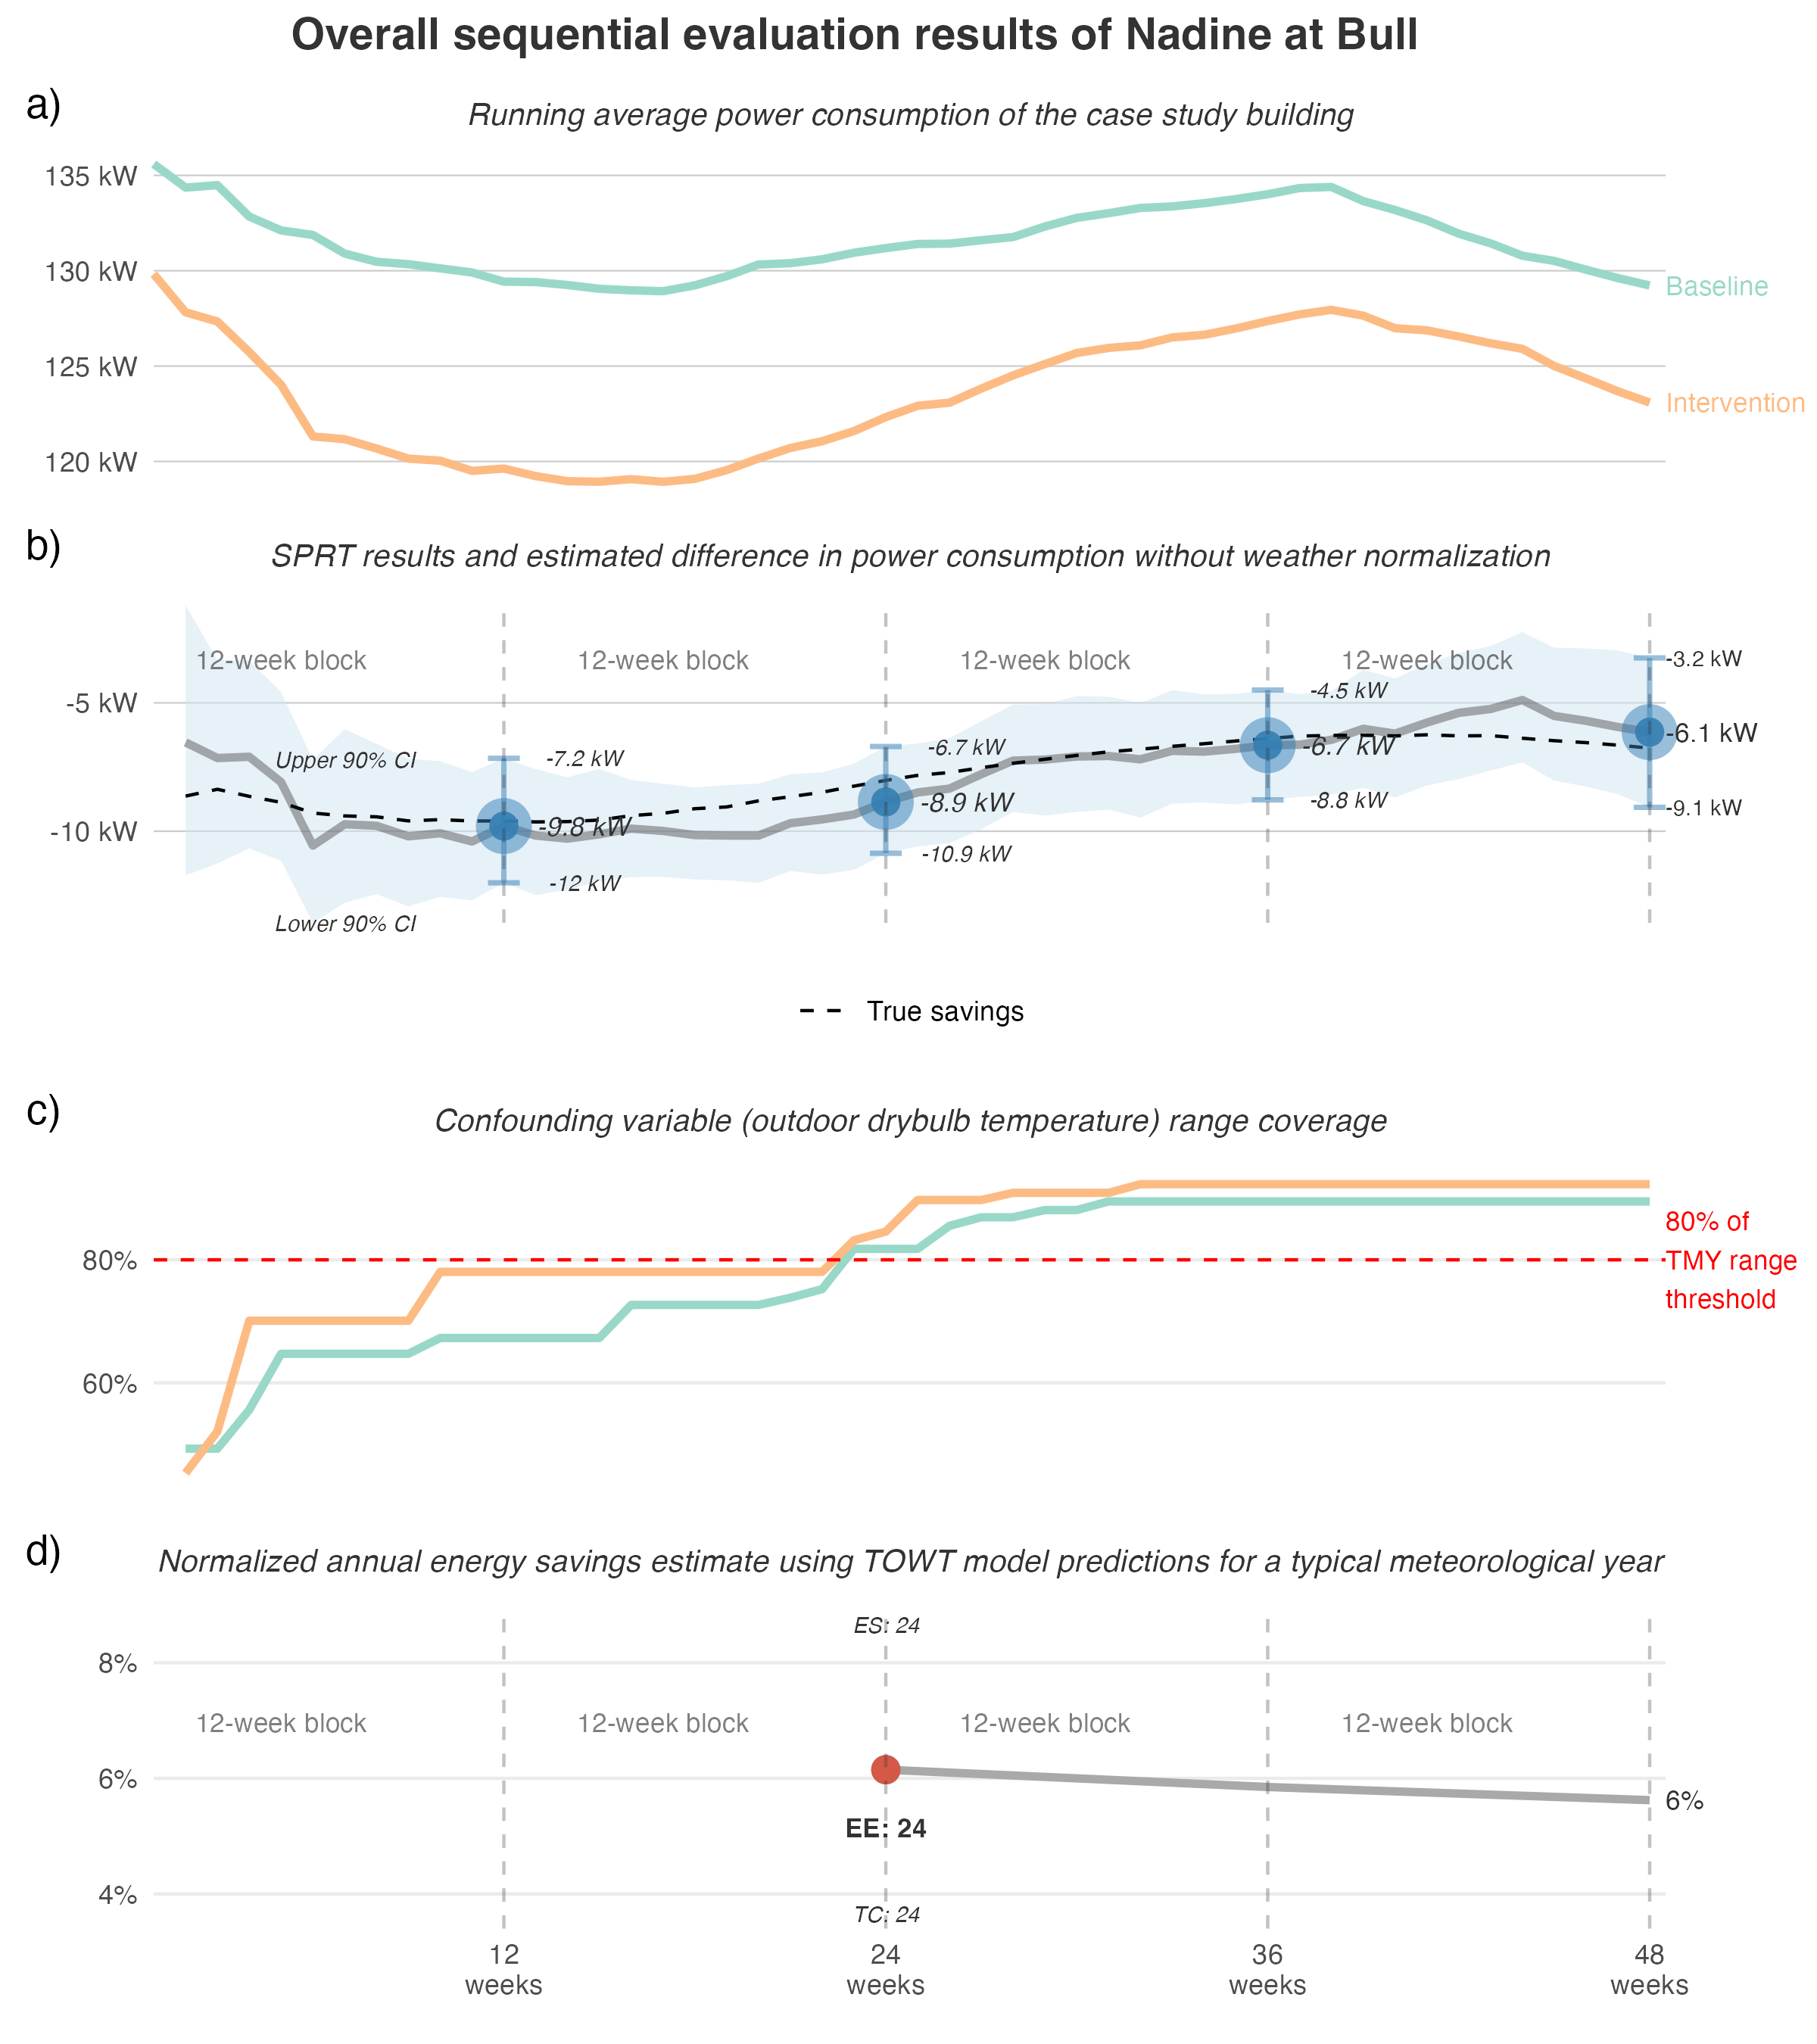 Overall sequential evaluation results of Nadine at Bull
a)
Running average power consumption of the case study building
135 kW
130 kW
125 kW
120 kW
Baseline
Intervention
b)
SPRT results and estimated difference in power consumption without weather normalization
12-week block
12-week block
12-week block
12-week block
-5 kW
-10 kW
Upper 90% CI
Lower 90% CI
-7.2 kW
-9.8 kW
-12 kW
-6.7 kW
-8.9 kW
-10.9 kW
-4.5 kW
-6.7 kW
-8.8 kW
-3.2 kW
-6.1 kW
-9.1 kW
True savings
c)
Confounding variable (outdoor drybulb temperature) range coverage
80%
60%
80% of
TMY range
threshold
d)
Normalized annual energy savings estimate using TOWT model predictions for a typical meteorological year
ES: 24
8%
12-week block
12-week block
12-week block
12-week block
6%
6%
EE: 24
4%
TC: 24
12
weeks
24
weeks
36
weeks
48
weeks